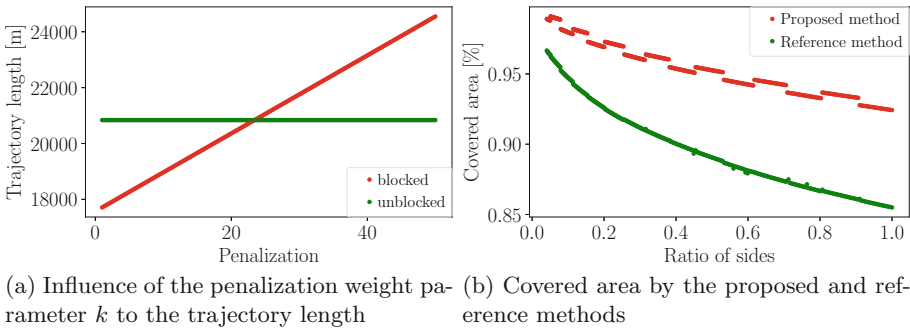 24000
22000
20000
18000
Trajectory length [m]
blocked
unblocked
0
20
40
Penalization
(a) Influence of the penalization weight pa-
rameter k to the trajectory length
Proposed method
Reference method
0.95
0.90
0.85
Covered area [%]
0.0
0.2
0.4
0.6
0.8
1.0
Ratio of sides
(b) Covered area by the proposed and ref-
erence methods